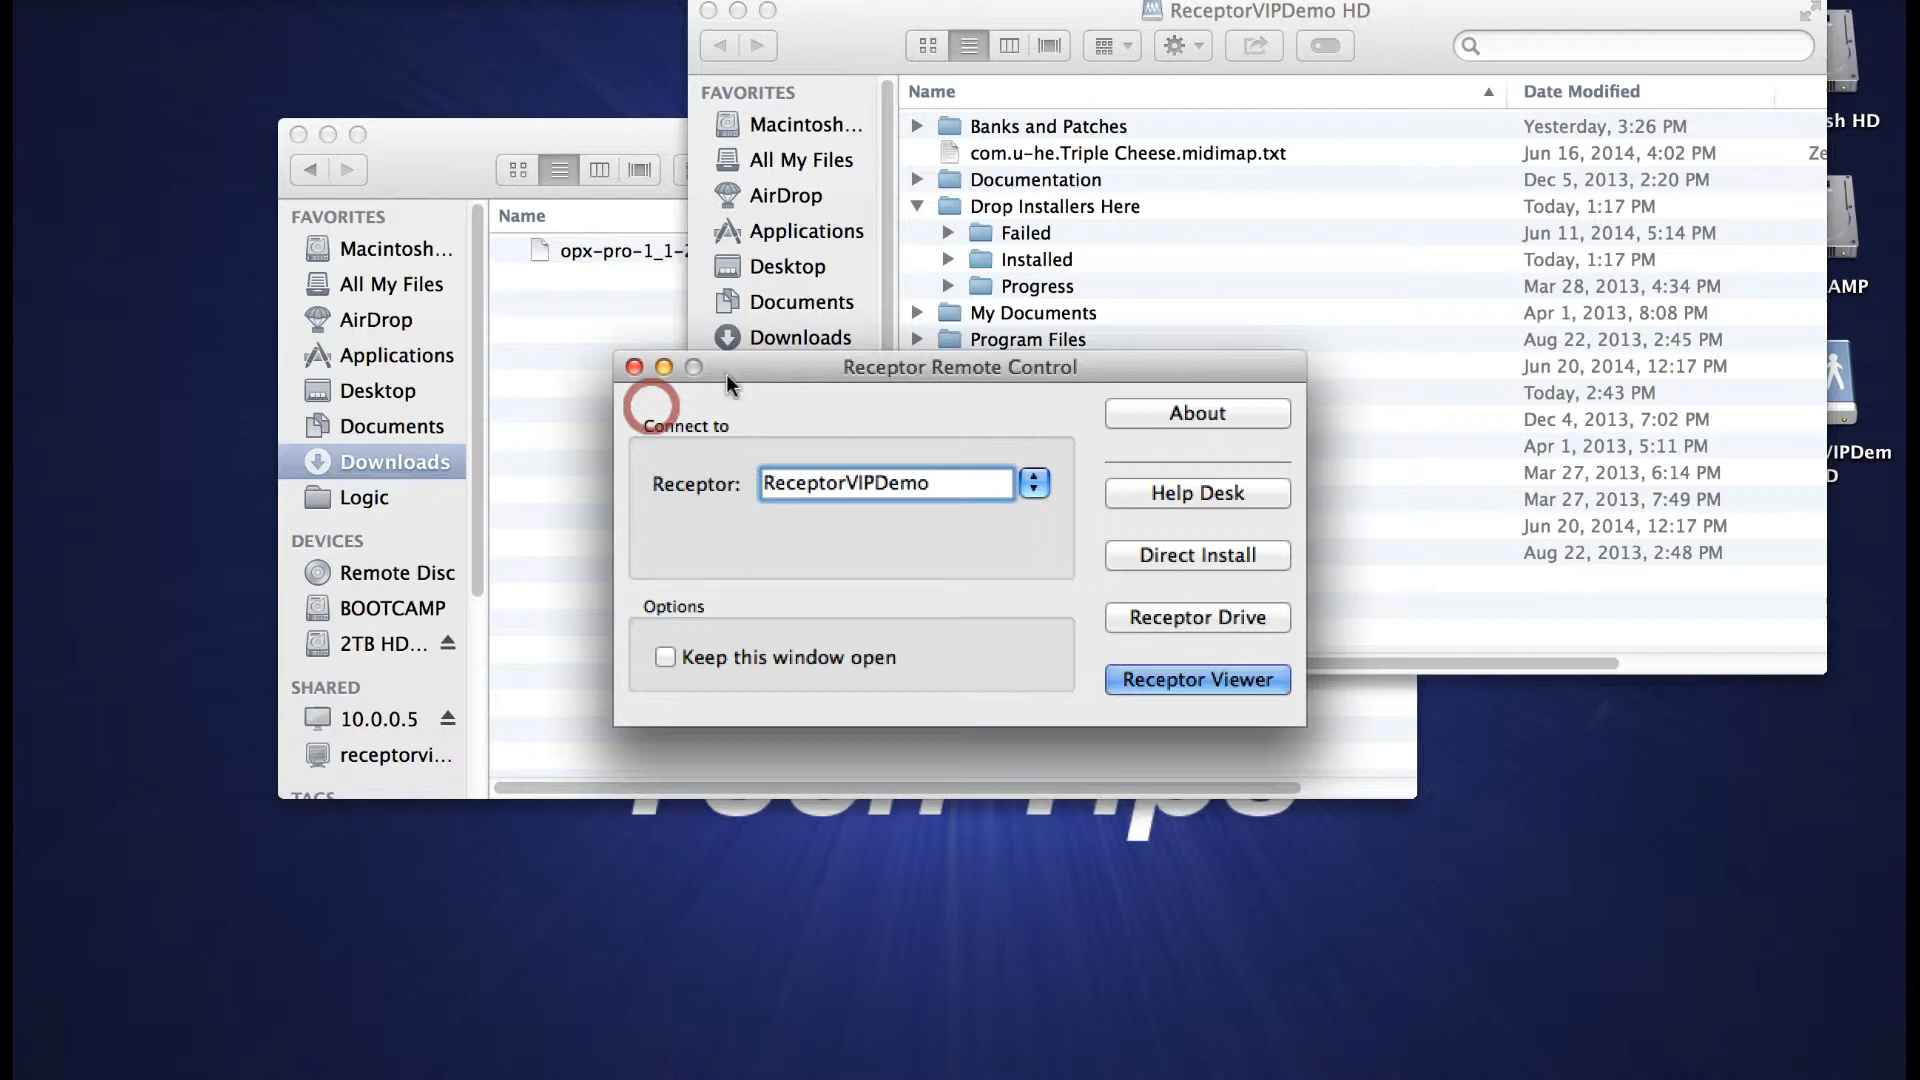 ReceptorVIPDemo HD
FAVORITES
Macintosh...
All My Files
AirDrop
Applications
Desktop
Documents
Downloads
Name
Date Modified
Banks and Patches
Yesterday, 3:26 PM
com.u-he.Triple Cheese.midimap.txt
Jun 16, 2014, 4:02 PM
Ze
Documentation
Dec 5, 2013, 2:20 PM
Drop Installers Here
Today, 1:17 PM
Failed
Jun 11, 2014, 5:14 PM
Installed
Today, 1:17 PM
Progress
Mar 28, 2013, 4:34 PM
My Documents
Apr 1, 2013, 8:08 PM
Program Files
Aug 22, 2013, 4:44 PM
Jun 20, 2014, 12:17 PM
Today, 2:43 PM
Dec 4, 2013, 7:02 PM
Apr 1, 2013, 5:11 PM
Mar 27, 2013, 6:14 PM
Mar 27, 2013, 7:49 PM
Jun 20, 2014, 12:17 PM
Aug 22, 2013, 2:48 PM
sh HD
AMP
/IPDem
D
FAVORITES
Macintosh...
All My Files
AirDrop
Applications
Desktop
Documents
Downloads
Logic
DEVICES
Remote Disc
BOOTCAMP
2TB HD...
SHARED
10.0.0.5
receptorvi...
TAGS
Name
opx-pro-1_1-2
Receptor Remote Control
Connect to
Receptor:
ReceptorVIPDemo
Options
Keep this window open
About
Help Desk
Direct Install
Receptor Drive
Receptor Viewer
Tech Tips